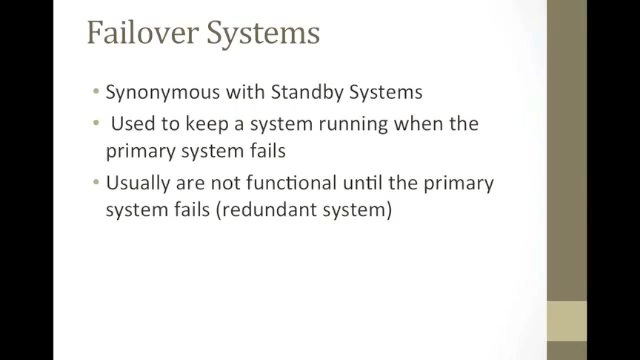 Failover Systems
• Synonymous with Standby Systems
• Used to keep a system running when the
primary system fails
• Usually are not functional until the primary
system fails (redundant system)